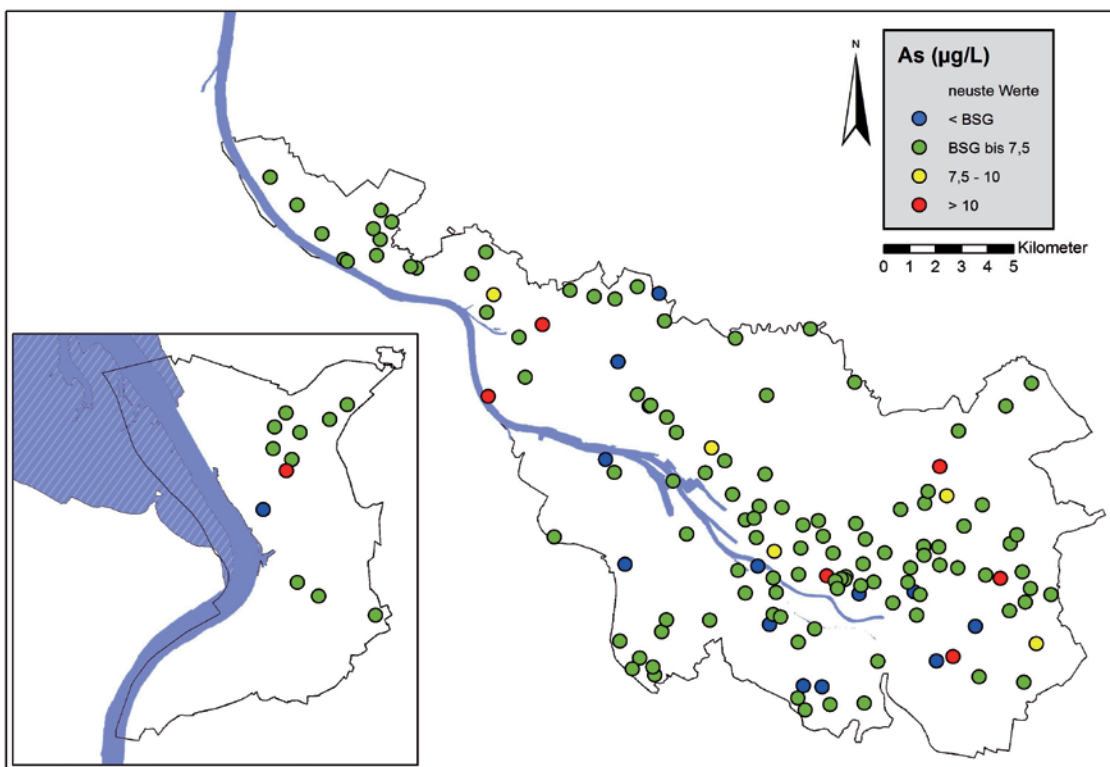 N
As (µg/L)
neuste Werte
< BSG
BSG bis 7,5
7,5 - 10
> 10
Kilometer
0 1 2 3 4 5